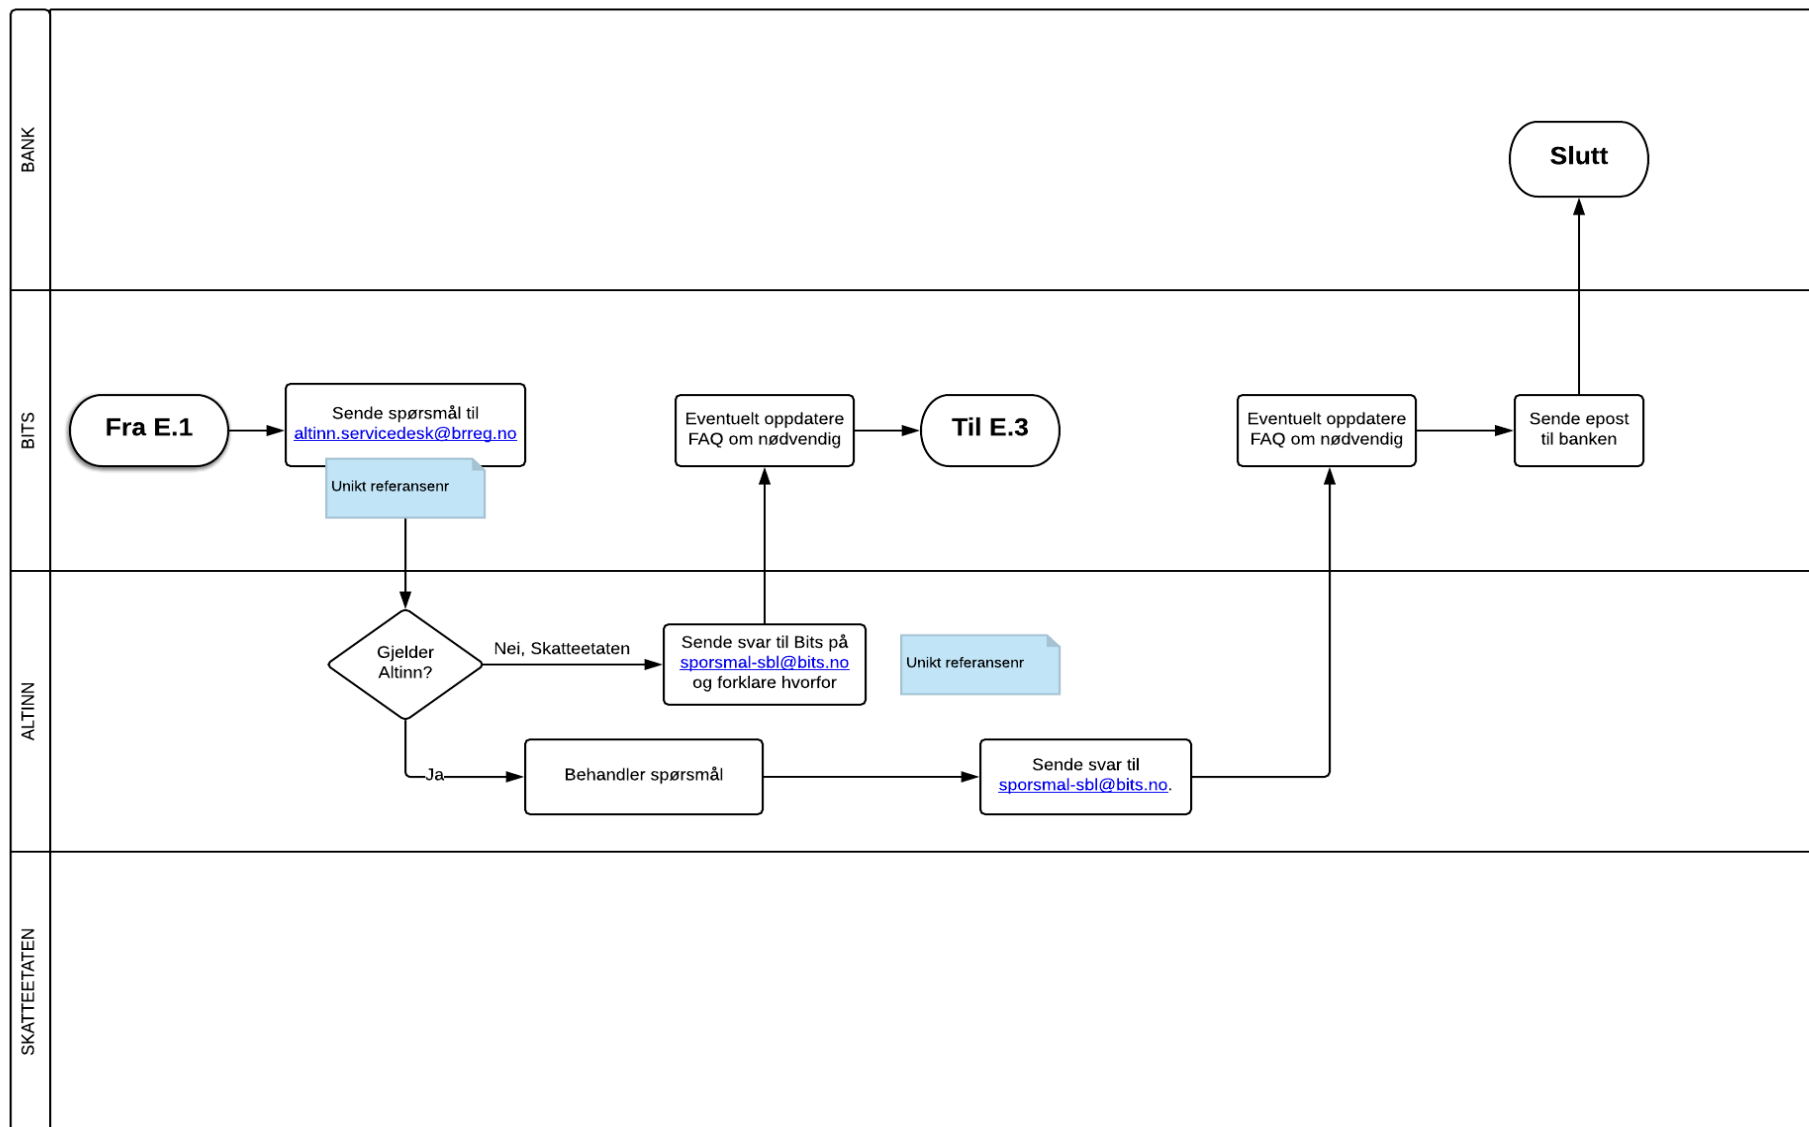 BANK
Slutt
BITS
Fra E.1
Sende spørsmål til
altinn.servicedesk@brreg.no
Unikt referansenr
Eventuelt oppdatere
FAQ om nødvendig
Til E.3
Eventuelt oppdatere
FAQ om nødvendig
Sende epost
til banken
ALTINN
Gjelder
Altinn?
Nei, Skatteetaten
Sende svar til Bits på
sporsmal-sbl@bits.no
og forklare hvorfor
Unikt referansenr
Ja
Behandler spørsmål
Sende svar til
sporsmal-sbl@bits.no.
SKATTEETATEN